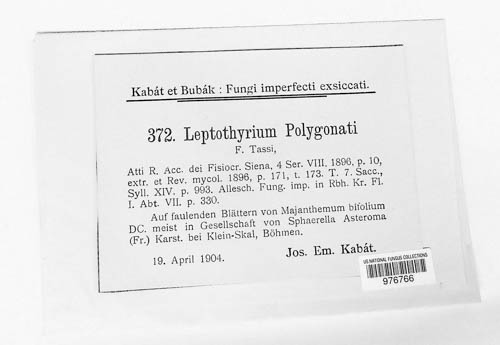 Kabát et Bubák : Fungi imperfecti exsiccati.
372. Leptothyrium Polygonati
F. Tassi,
Atti R. Acc. dei Fisiocr. Siena, 4 Ser. VIII. 1896, p. 10,
extr. et Rev. mycol. 1896, p. 171, t. 173. T. 7. Sacc.,
Syll. XIV. p. 993. Allesch. Fung. imp. in Rbh. Kr. Fl.
I. Abt. VII. p. 330.
Auf faulenden Blättern von Majanthemum bifolium
DC. meist in Gesellschaft von Sphaerella Asteroma
(Fr.) Karst. bei Klein-Skal, Böhmen.
19. April 1904.
Jos. Em. Kabát.
US NATIONAL FUNGUS COLLECTIONS
976766